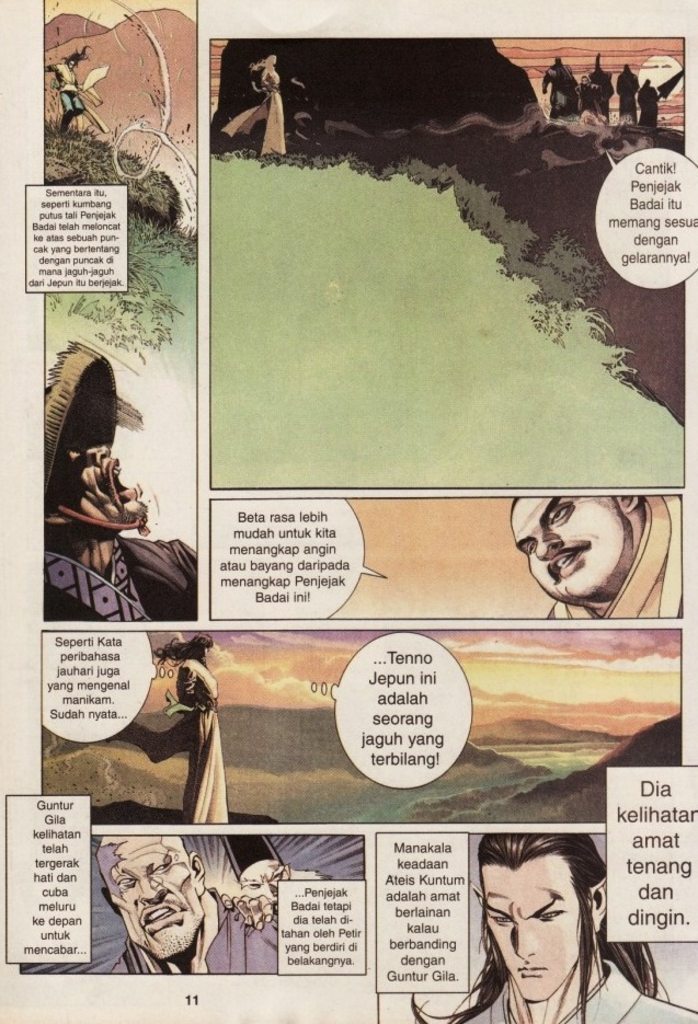 Sementara itu,
seperti kumbang
putus tali Penjejak
Badai telah meloncat
ke atas sebuah pun-
cak yang bertentang
dengan puncak di
mana jaguh-jaguh
dari Jepun itu berjejak.
Cantik!
Penjejak
Badai itu
memang sesua
dengan
gelarannya!
Beta rasa lebih
mudah untuk kita
menangkap angin
atau bayang daripada
menangkap Penjejak
Badai ini!
Seperti Kata
peribahasa
jauhari juga
yang mengenal
manikam.
Sudah nyata...
...Tenno
Jepun ini
adalah
seorang
jaguh yang
terbilang!
Guntur
Gila
kelihatan
telah
tergerak
hati dan
cuba
meluru
ke depan
untuk
mencabar...
...Penjejak
Badai tetapi
dia telah di-
tahan oleh Petir
yang berdiri di
belakangnya.
Manakala
keadaan
Ateis Kuntum
adalah amat
berlainan
kalau
berbanding
dengan
Guntur Gila.
Dia
kelihatan
amat
tenang
dan
dingin.
11